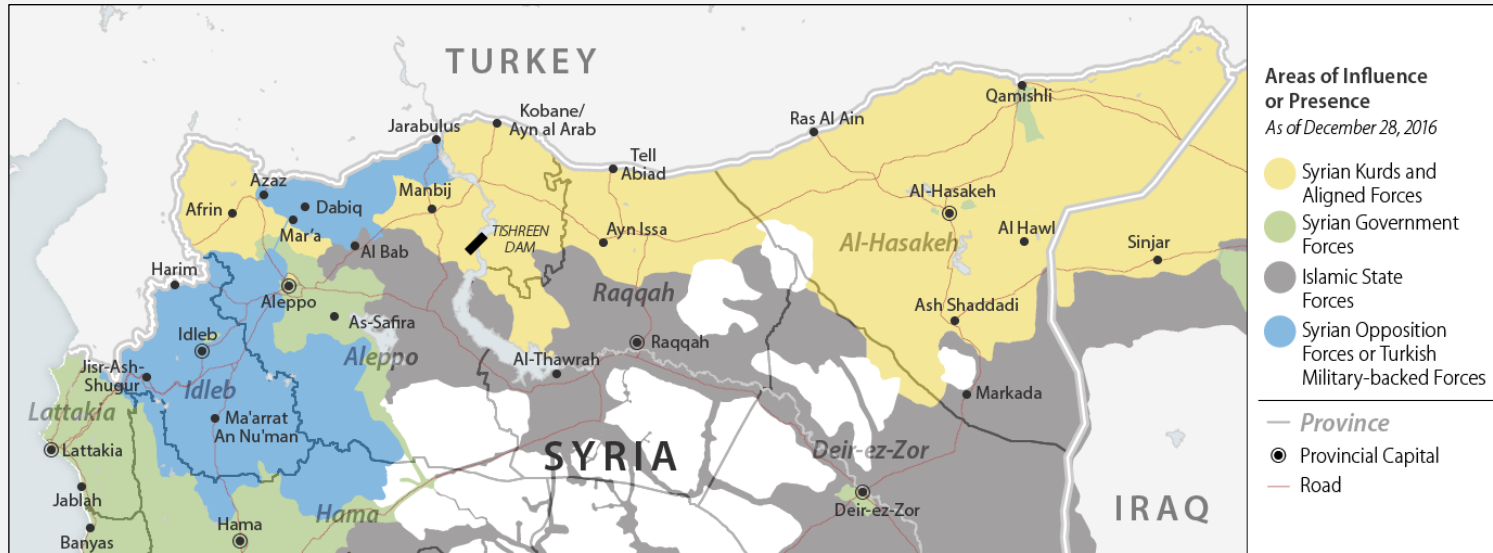 TURKEY
Kobane/
Ayn al Arab
Jarabulus
Ras Al Ain
Qamishli
Tell
Abiad
Azaz
Manbij
Afrin
Dabiq
Al-Hasakeh
Mar'a
TISHREEN
DAM
Ayn Issa
Al-Hasakeh
Al Hawl
Al Bab
Sinjar
Harim
Aleppo
Raqqah
Ash Shaddadi
As-Safira
Idleb
Raqqah
Aleppo
Al-Thawrah
Jisr-Ash-
Shugur
Idleb
Markada
Lattakia
Ma'arrat
An Nu'man
Lattakia
SYRIA
Deir-ez-Zor
Jablah
Hama
Deir-ez-Zor
IRAQ
Hama
Banyas
Areas of Influence
or Presence
As of December 28, 2016
Syrian Kurds and
Aligned Forces
Syrian Government
Forces
Islamic State
Forces
Syrian Opposition
Forces or Turkish
Military-backed Forces
Province
Provincial Capital
Road